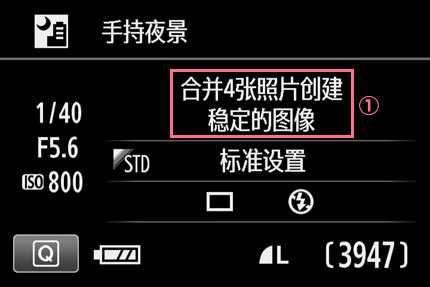 手持夜景
合并4张照片创建
稳定的图像
①
1/40
F5.6
ISO 800
STD 标准设置
Q
L (3947)